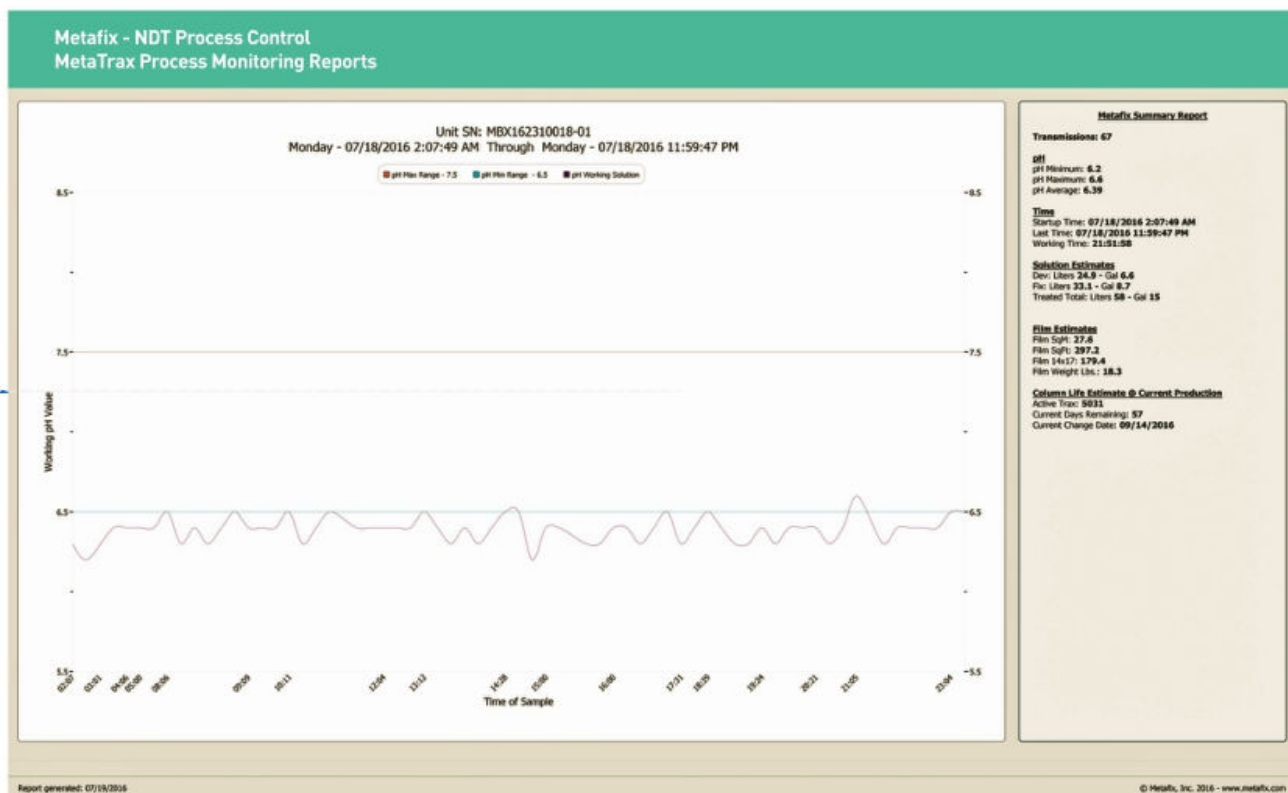 Metafix - NDT Process Control
MetaTrax Process Monitoring Reports
Unit SN: MBX162310018-01
Monday - 07/18/2016 2:07:49 AM Through Monday - 07/18/2016 11:59:47 PM
pH Max Range - 7.5 pH Min Range - 6.5 pH Working Solution
8.5 8.5
7.5 7.5
Working pH Value
6.5 6.5
5.5 5.5
02:07 03:01 04:06 05:00 08:06 09:09 10:11 12:04 13:12 14:28 15:00 16:00 17:31 18:39 19:24 20:21 21:05 23:04
Time of Sample
Metafix Summary Report
Transmissions: 67
pH
pH Minimum: 6.2
pH Maximum: 6.6
pH Average: 6.39
Time
Startup Time: 07/18/2016 2:07:49 AM
Last Time: 07/18/2016 11:59:47 PM
Working Time: 21:51:58
Solution Estimates
Dev: Liters 24.9 - Gal 6.6
Fix: Liters 33.1 - Gal 8.7
Treated Total: Liters 58 - Gal 15
Film Estimates
Film SqM: 27.6
Film SqFt: 297.2
Film 14x17: 179.4
Film Weight Lbs.: 18.3
Column Life Estimate @ Current Production
Active Trax: 5031
Current Days Remaining: 57
Current Change Date: 09/14/2016
Report generated: 07/19/2016
© Metafix, Inc. 2016 - www.metafix.com